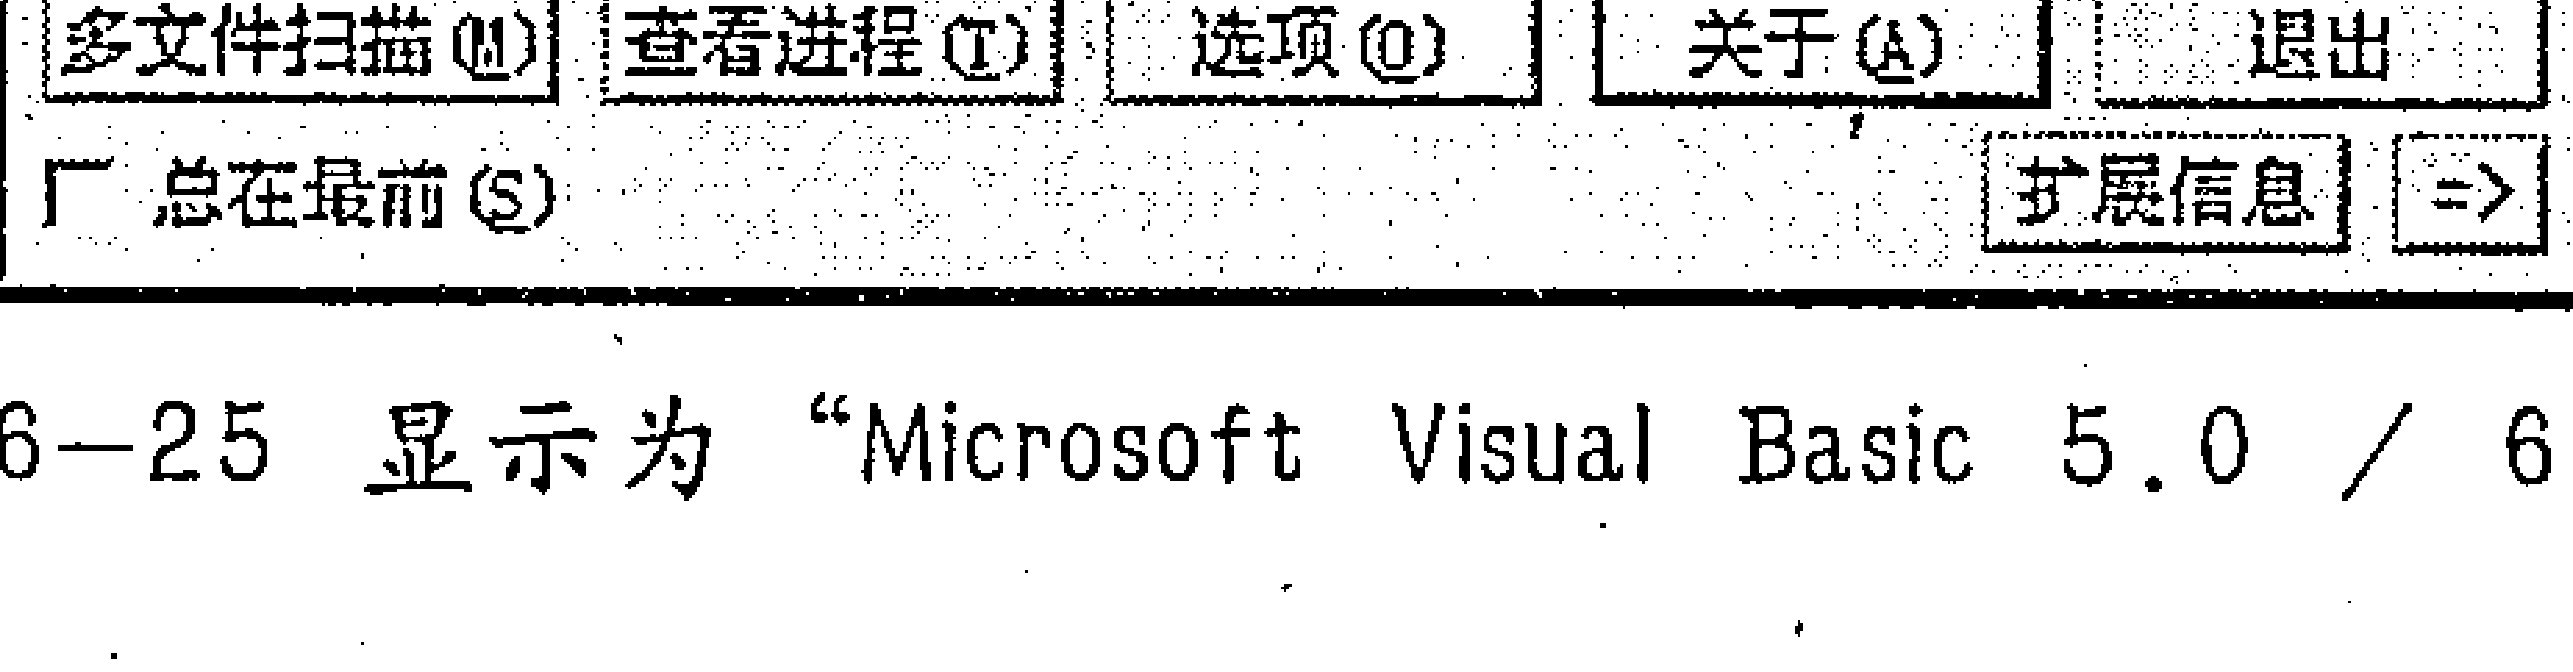 多文件扫描(M) 查看进程(T) 选项(O) 关于(A) 退出
总在最前(S) 扩展信息 =>
6-25 显示为 “Microsoft Visual Basic 5.0 / 6